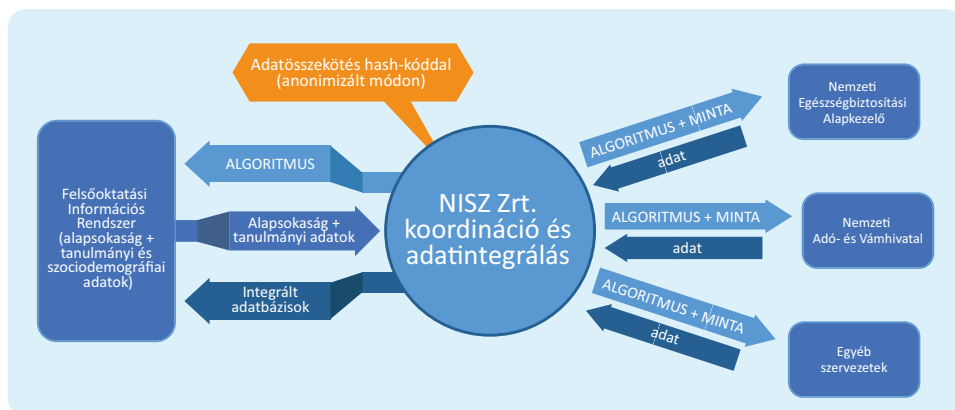 Adatösszekötés hash-kóddal
(anonimizált módon)
Felsőoktatási
Információs
Rendszer
(alapsokaság +
tanulmányi és
szociodemográfiai
adatok)
ALGORITMUS
Alapsokaság +
tanulmányi adatok
Integrált
adatbázisok
NISZ Zrt.
koordináció és
adatintegrálás
ALGORITMUS + MINTA
adat
Nemzeti
Egészségbiztosítási
Alapkezelő
ALGORITMUS + MINTA
adat
Nemzeti
Adó- és Vámhivatal
ALGORITMUS + MINTA
adat
Egyéb
szervezetek